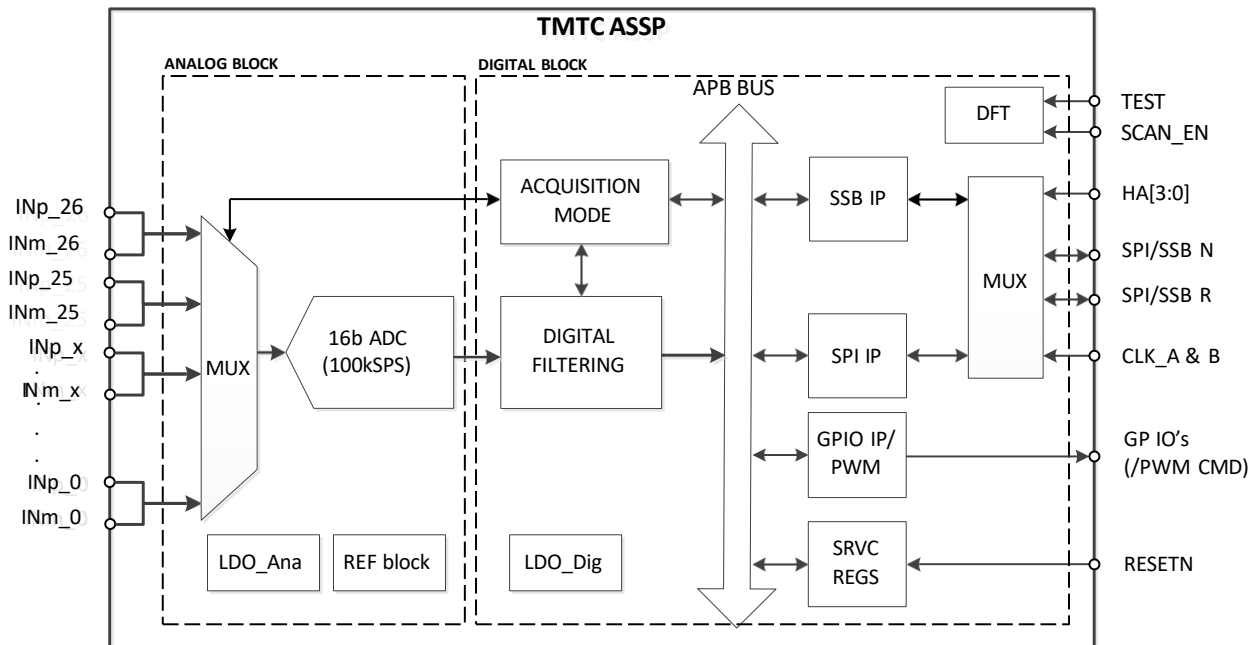 TMTC ASSP
ANALOG BLOCK
DIGITAL BLOCK
APB BUS
DFT
TEST
SCAN_EN
ACQUISITION
MODE
SSB IP
HA[3:0]
INp_26
INm_26
INp_25
INm_25
INp_x
INm_x
.
.
.
INp_0
INm_0
MUX
16b ADC
(100kSPS)
DIGITAL
FILTERING
SPI IP
MUX
SPI/SSB N
SPI/SSB R
CLK_A & B
GPIO IP/
PWM
GP IO's
(/PWM CMD)
LDO_Ana
REF block
LDO_Dig
SRVC
REGS
RESETN